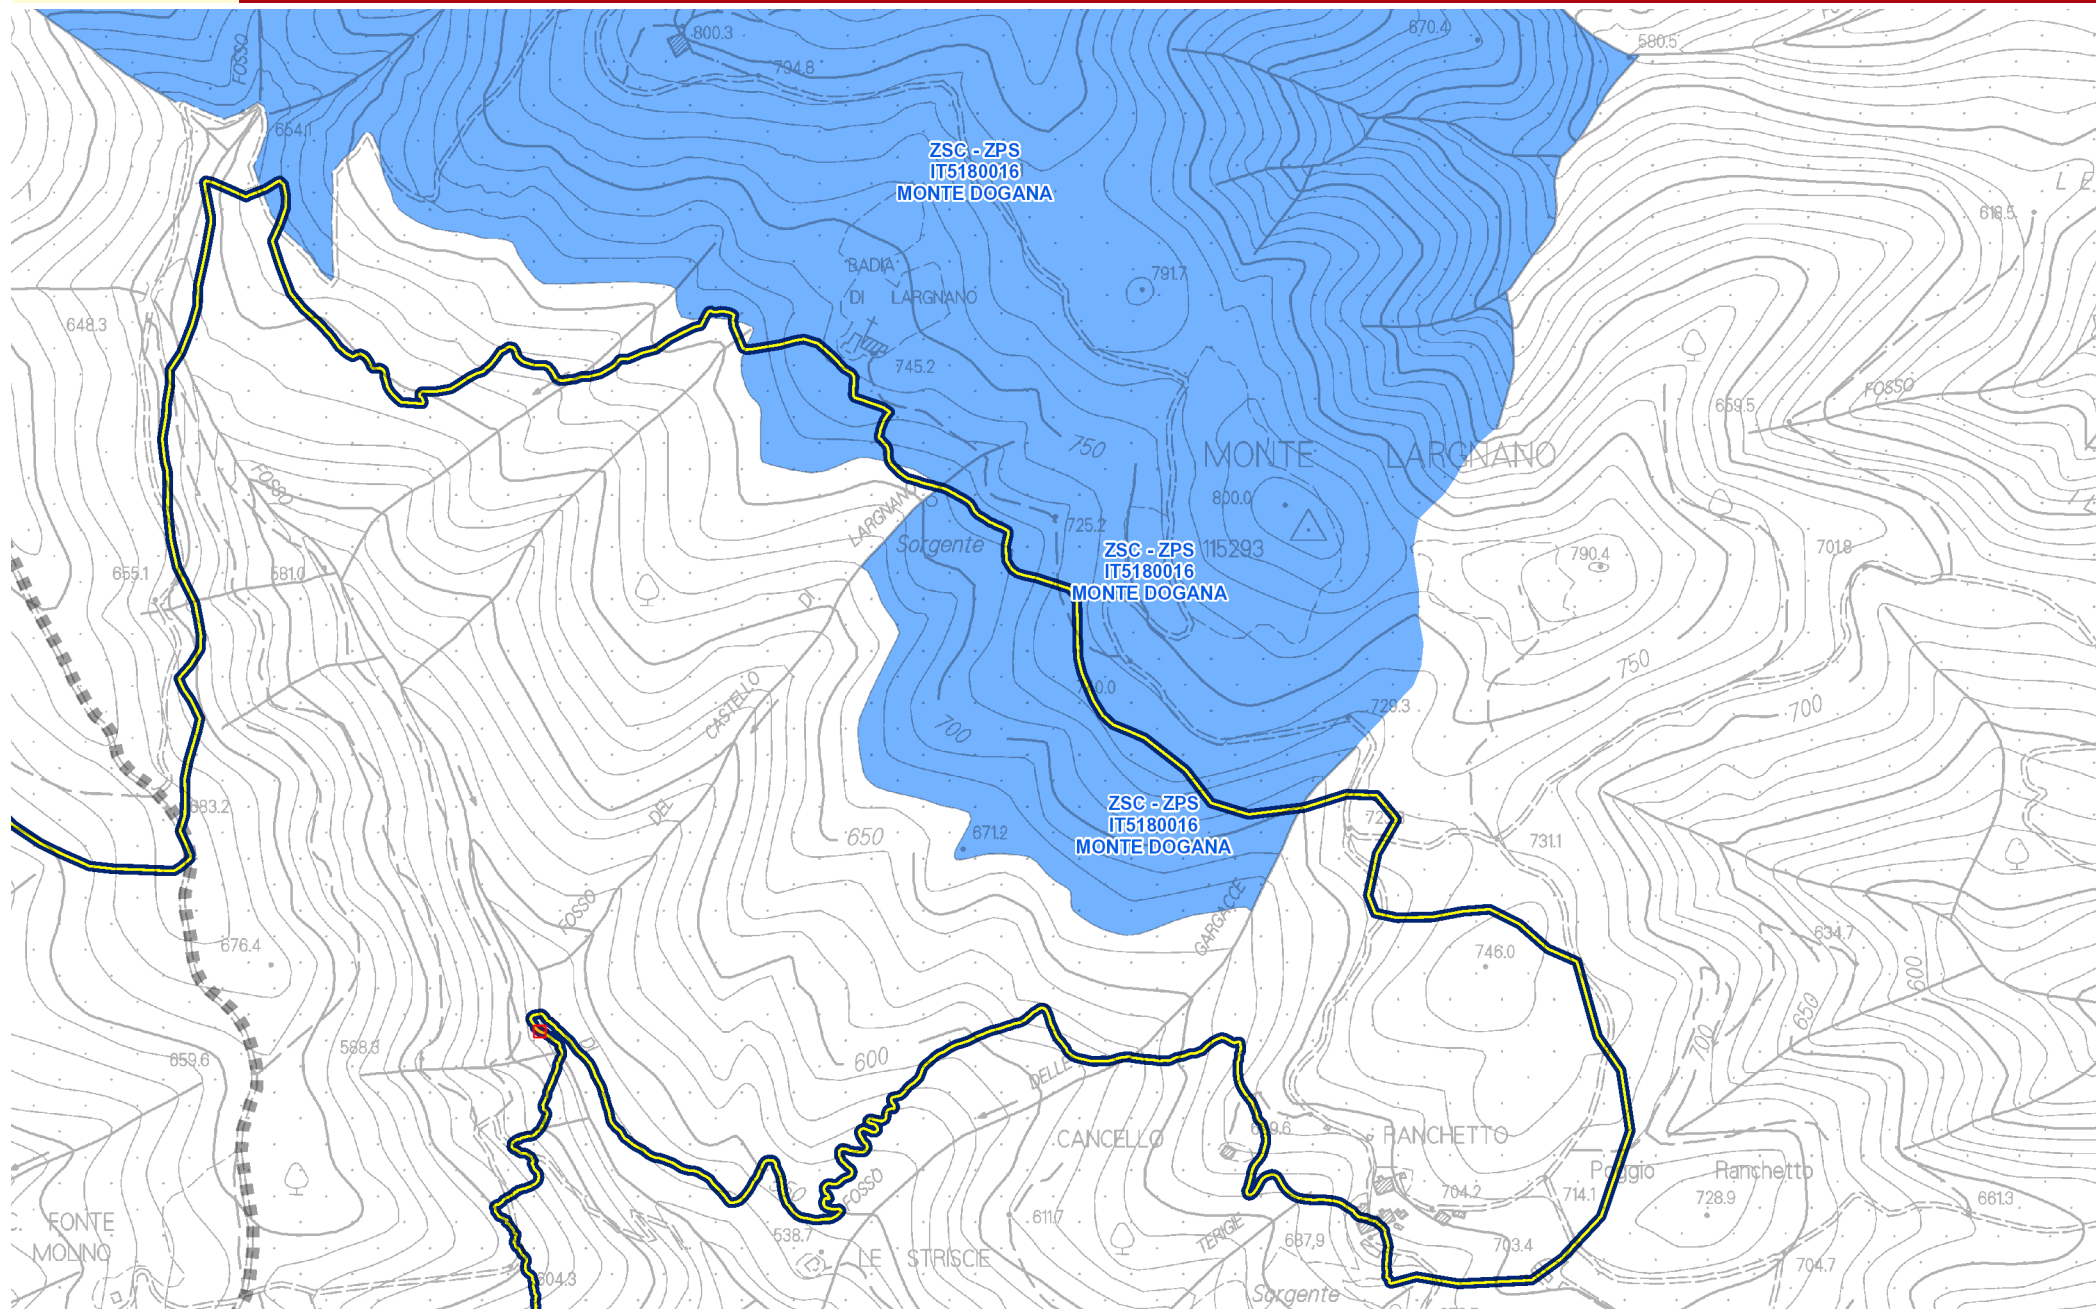 FOSSO
800.3
794.8
670.4
580.5
654.1
ZSC - ZPS
IT5180016
MONTE DOGANA
L E
618.5
BADIA
DI LARGNANO
791.7
648.3
745.2
FOSSO
659.5
750
MONTE LARGNANO
FOSSO
800.0
LARGNANO
725.2
Sorgente
115293
790.4
701.8
ZSC - ZPS
IT5180016
MONTE DOGANA
655.1
581.0
DI
750
CASTELLO
729.3
700
700
DEL
683.2
ZSC - ZPS
IT5180016
MONTE DOGANA
650
671.2
731.1
FOSSO
GARGACCE
676.4
746.0
634.7
600
650
700
659.6
588.3
DI
600
DELLE
CANCELLO
RANCHETTO
Poggio Ranchetto
704.2
714.1
728.9
661.3
FOSSO
611.7
538.7
TERIGE
687.9
703.4
704.7
FONTE
MOLINO
LE STRISCIE
604.3
Sorgente